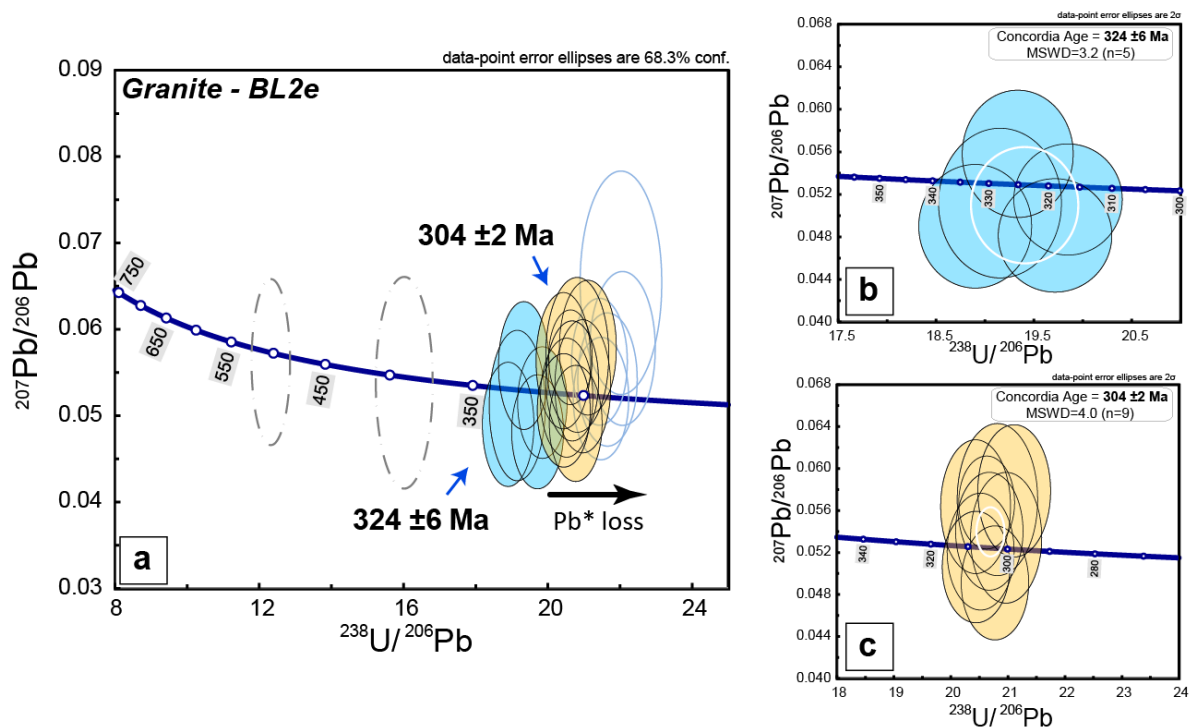 data-point error ellipses are 68.3% conf.
Granite - BL2e
0.09
0.08
0.07
0.06
0.05
0.04
0.03
207Pb/206Pb
750
650
550
450
350
304 ±2 Ma
324 ±6 Ma
Pb* loss
a
8
12
16
20
24
238U/ 206Pb
data-point error ellipses are 2σ
Concordia Age = 324 ±6 Ma
MSWD=3.2 (n=5)
0.068
0.064
0.060
0.056
0.052
0.048
0.044
0.040
207Pb/206Pb
350
340
330
320
310
300
b
17.5
18.5
19.5
20.5
238U/ 206Pb
data-point error ellipses are 2σ
Concordia Age = 304 ±2 Ma
MSWD=4.0 (n=9)
0.068
0.064
0.060
0.056
0.052
0.048
0.044
0.040
207Pb/206Pb
340
320
300
280
c
18
19
20
21
22
23
24
238U/ 206Pb